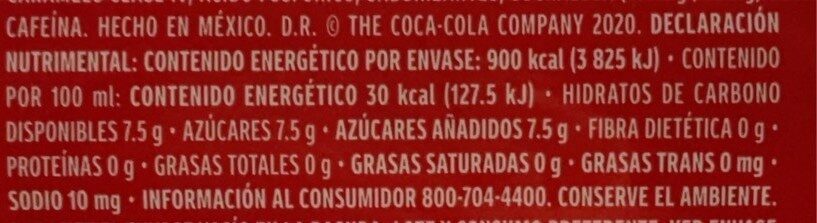 CAFEÍNA. HECHO EN MÉXICO. D.R. © THE COCA-COLA COMPANY 2020. DECLARACIÓN
NUTRIMENTAL: CONTENIDO ENERGÉTICO POR ENVASE: 900 kcal (3 825 kJ) • CONTENIDO
POR 100 ml: CONTENIDO ENERGÉTICO 30 kcal (127.5 kJ) • HIDRATOS DE CARBONO
DISPONIBLES 7.5 g • AZÚCARES 7.5 g • AZÚCARES AÑADIDOS 7.5 g • FIBRA DIETÉTICA 0 g •
PROTEÍNAS 0 g • GRASAS TOTALES 0 g • GRASAS SATURADAS 0 g • GRASAS TRANS 0 mg •
SODIO 10 mg • INFORMACIÓN AL CONSUMIDOR 800-704-4400. CONSERVE EL AMBIENTE.